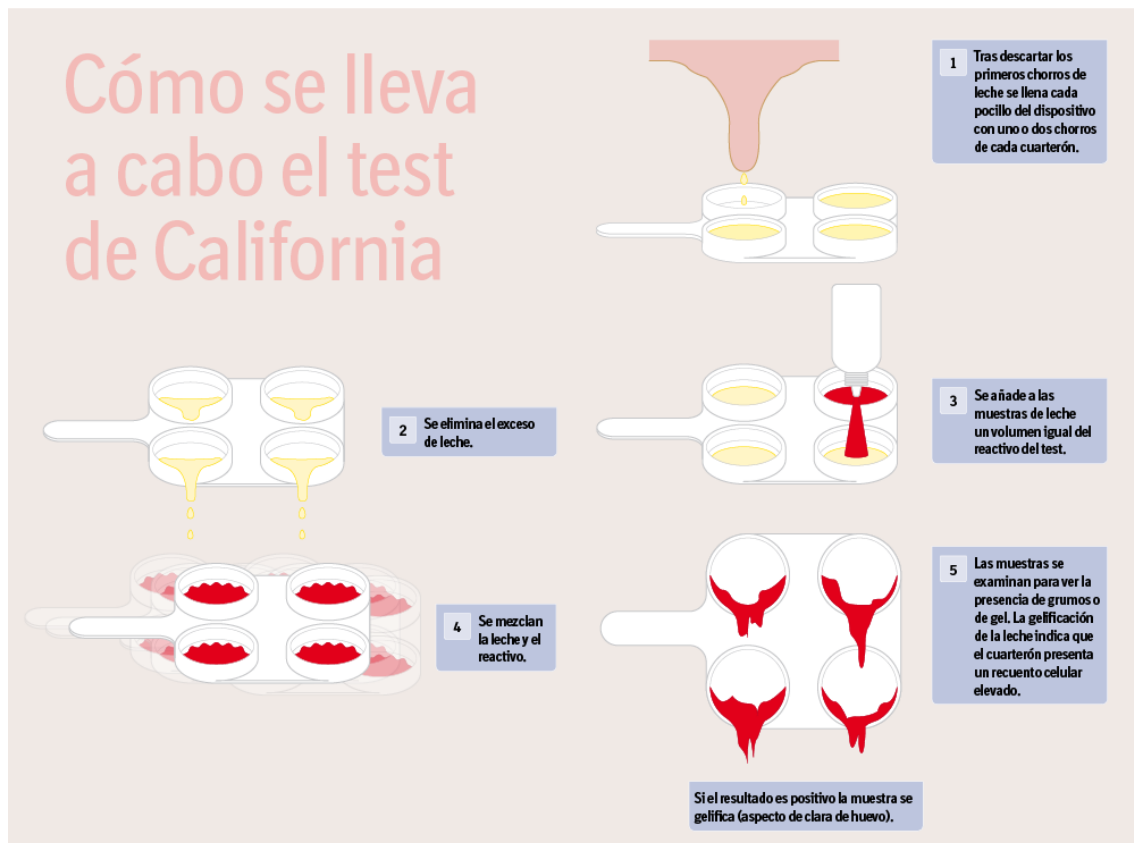 Cómo se lleva
a cabo el test
de California
1
Tras descartar los
primeros chorros de
leche se llena cada
pocillo del dispositivo
con uno o dos chorros
de cada cuarterón.
2
Se elimina el exceso
de leche.
3
Se añade a las
muestras de leche
un volumen igual del
reactivo del test.
4
Se mezclan
la leche y el
reactivo.
5
Las muestras se
examinan para ver la
presencia de grumos o
de gel. La gelificación
de la leche indica que
el cuarterón presenta
un recuento celular
elevado.
Si el resultado es positivo la muestra se
gelifica (aspecto de clara de huevo).